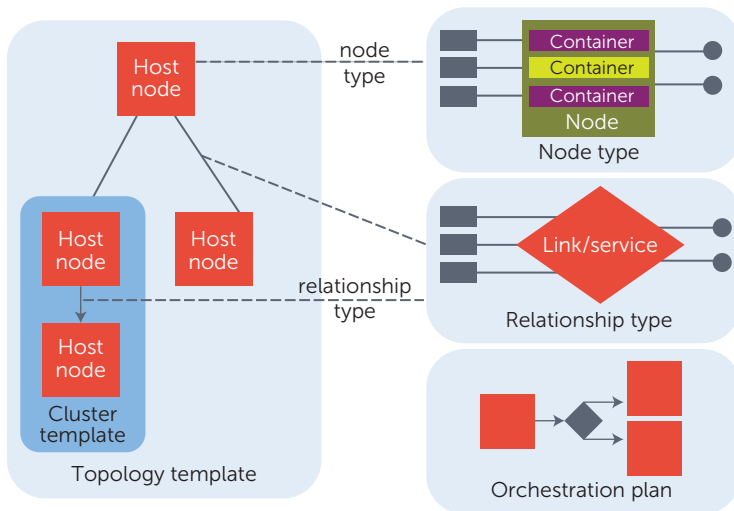 Host
node
node
type
Container
Container
Container
Node
Node type
Host
node
Host
node
relationship
type
Link/service
Relationship type
Host
node
Cluster
template
Topology template
Orchestration plan